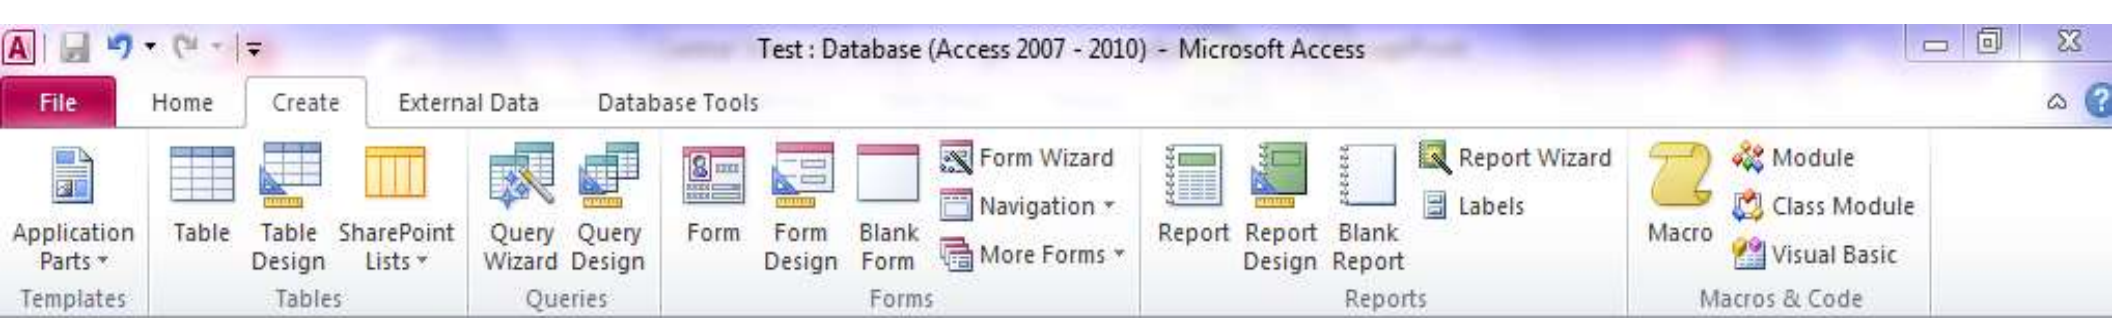 A
Test : Database (Access 2007 - 2010) - Microsoft Access
File Home Create External Data Database Tools
?
Application Parts
Templates
Table
Table Design
SharePoint Lists
Tables
Query Wizard
Query Design
Queries
Form
Form Design
Blank Form
Form Wizard
Navigation
More Forms
Forms
Report
Report Design
Blank Report
Report Wizard
Labels
Reports
Macro
Module
Class Module
Visual Basic
Macros & Code